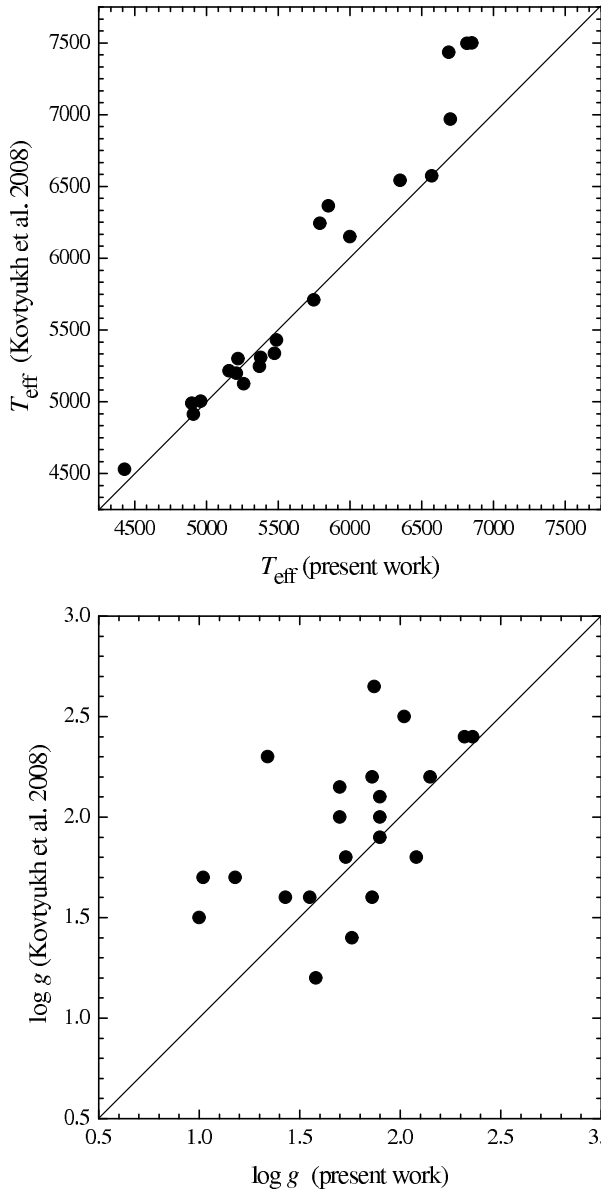 7500
7000
6500
6000
5500
5000
4500
T_eff (Kovtyukh et al. 2008)
4500 5000 5500 6000 6500 7000 7500
T_eff (present work)
3.0
2.5
2.0
1.5
1.0
0.5
log g (Kovtyukh et al. 2008)
0.5 1.0 1.5 2.0 2.5 3.
log g (present work)